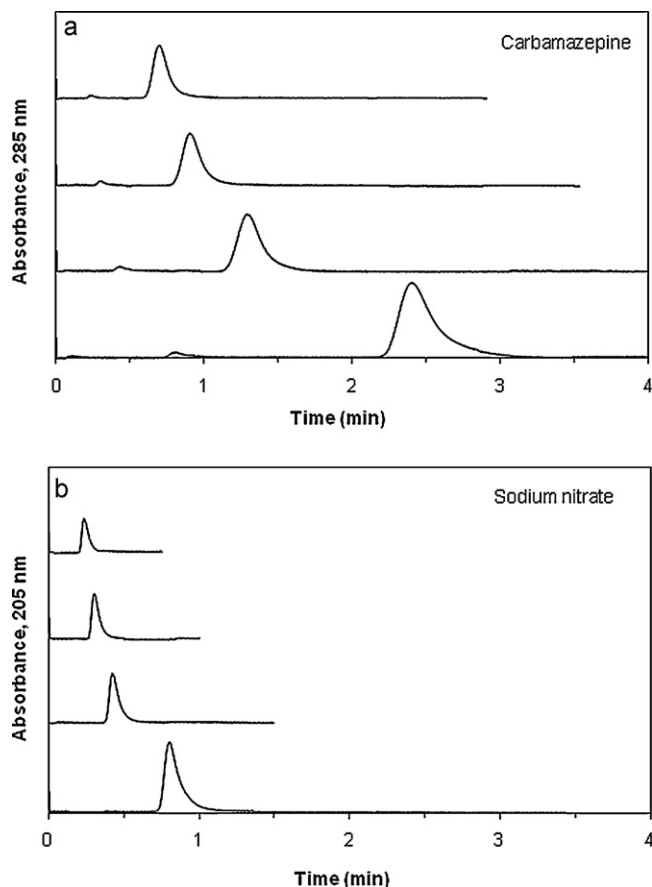 a
Carbamazepine
Absorbance, 285 nm
0 1 2 3 4
Time (min)
b
Sodium nitrate
Absorbance, 205 nm
0 1 2 3 4
Time (min)